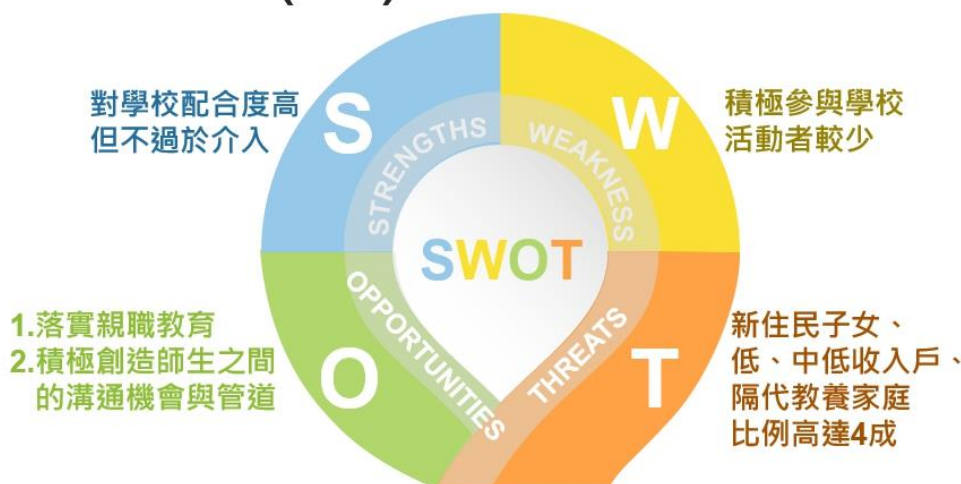 對學校配合度高
但不過於介入
S
STRENGTHS
W
WEAKNESS
積極參與學校
活動者較少
SWOT
1.落實親職教育
2.積極創造師生之間
的溝通機會與管道
O
OPPORTUNITIES
T
THREATS
新住民子女、
低、中低收入戶、
隔代教養家庭
比例高達4成